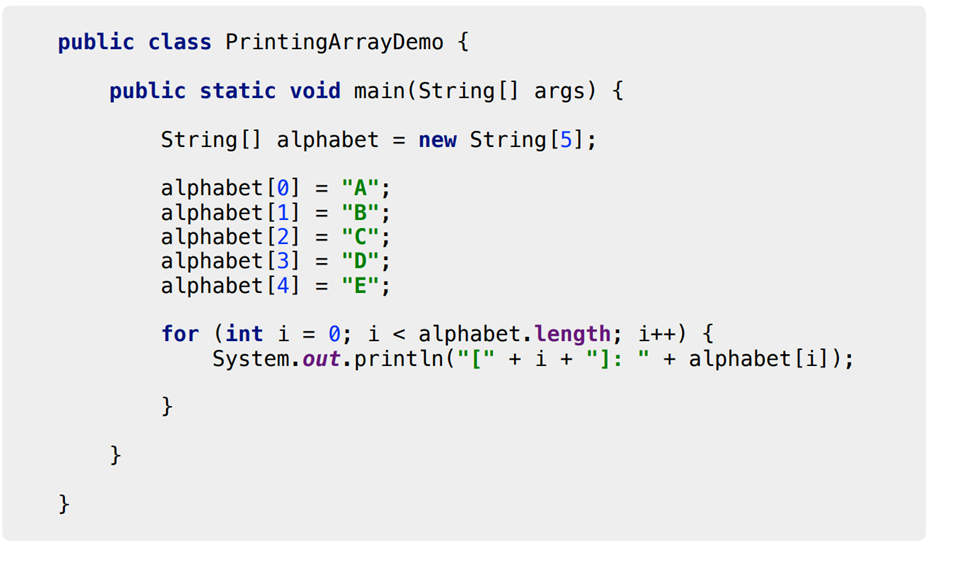 public class PrintingArrayDemo {
public static void main(String[] args) {
String[] alphabet = new String[5];
alphabet[0] = "A";
alphabet[1] = "B";
alphabet[2] = "C";
alphabet[3] = "D";
alphabet[4] = "E";
for (int i = 0; i < alphabet.length; i++) {
System.out.println("[" + i + "]: " + alphabet[i]);
}
}
}